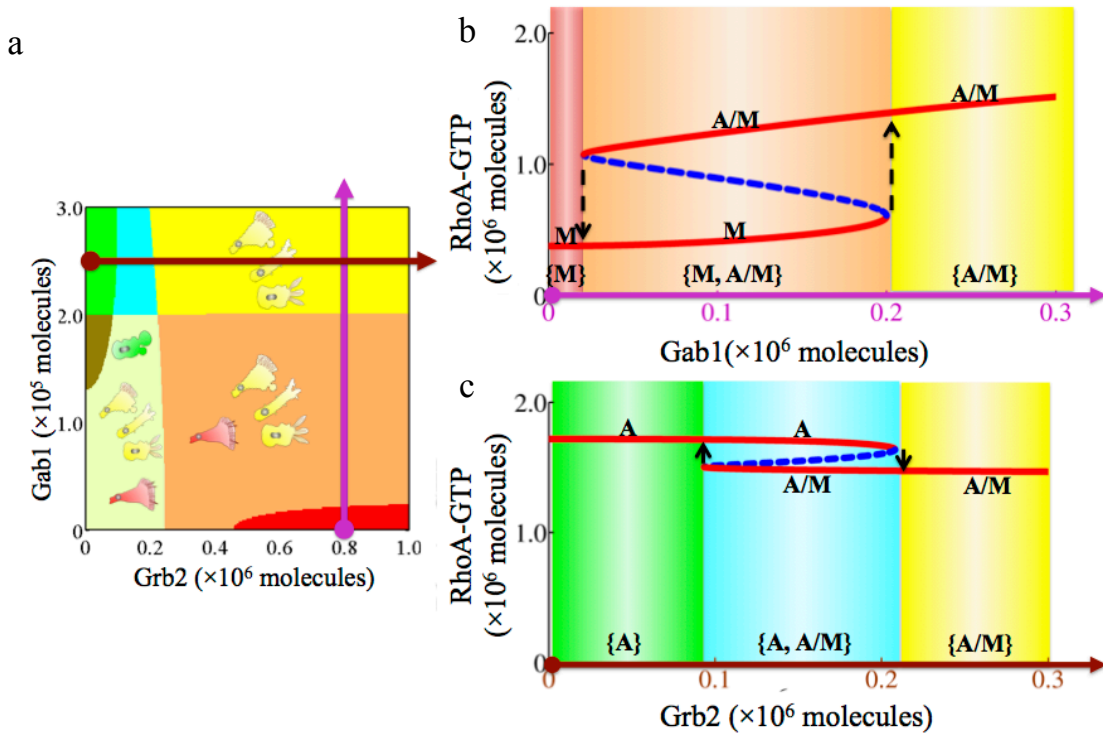 a
3.0
2.0
1.0
0
Gab1 (×10⁵ molecules)
0 0.2 0.4 0.6 0.8 1.0
Grb2 (×10⁶ molecules)
b
2.0
1.0
0
RhoA-GTP
(×10⁶ molecules)
A/M
A/M
M
M
{M} {M, A/M} {A/M}
0 0.1 0.2 0.3
Gab1(×10⁶ molecules)
c
2.0
1.0
0
RhoA-GTP
(×10⁶ molecules)
A A
A/M A/M
{A} {A, A/M} {A/M}
0 0.1 0.2 0.3
Grb2 (×10⁶ molecules)